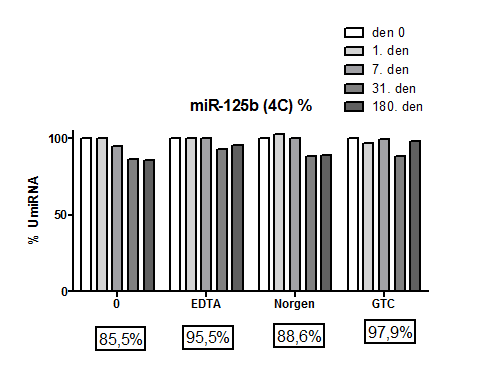 den 0
1. den
7. den
31. den
180. den
miR-125b (4C) %
% UmiRNA
100
50
0
0 EDTA Norgen GTC
85,5% 95,5% 88,6% 97,9%